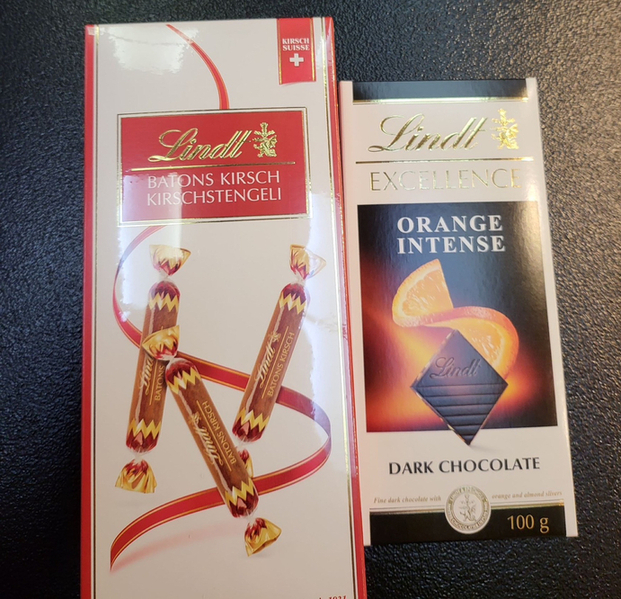 KIRSCH
SUISSE
Lindt
BATONS KIRSCH
KIRSCHSTENGELI
Lindt
BATONS KIRSCH
Lindt
BATONS KIRSCH
Lindt
BATONS
Lindt
EXCELLENCE
ORANGE
INTENSE
Lindt
DARK CHOCOLATE
Fine dark chocolate with orange and almond slivers
100 g